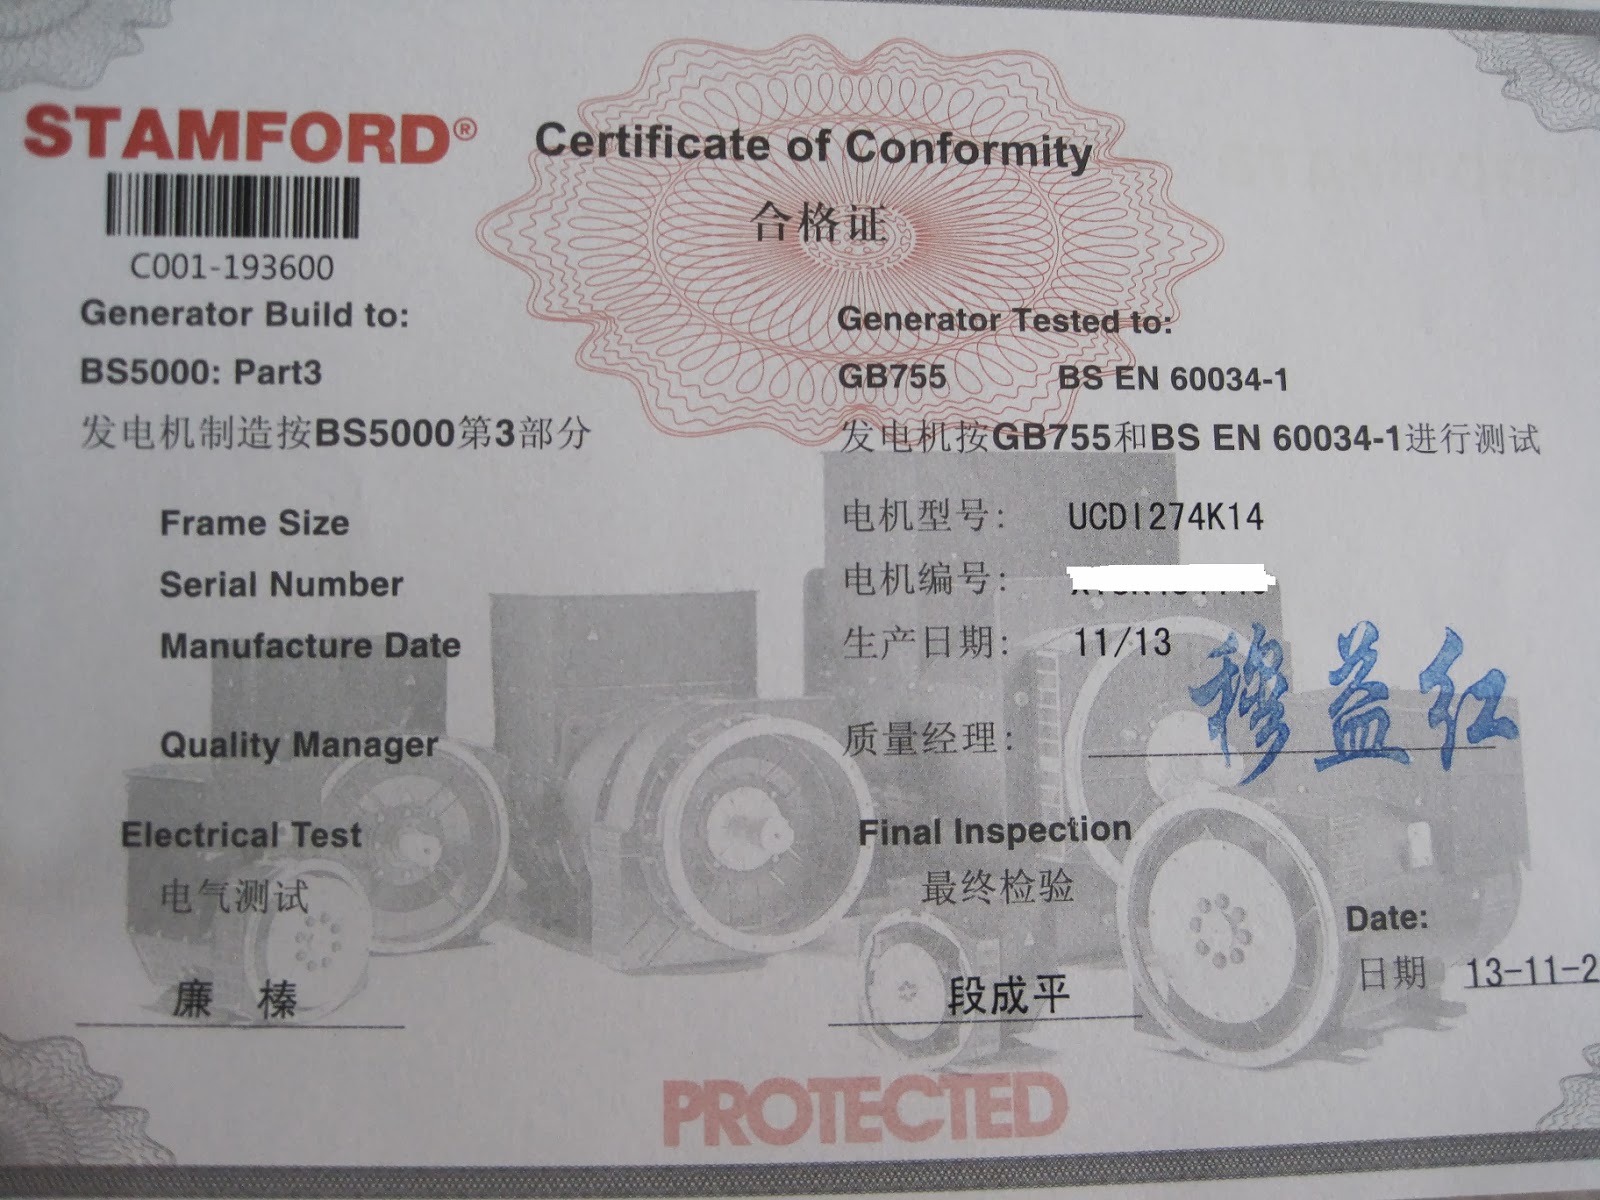 STAMFORD® Certificate of Conformity
合格证
C001-193600
Generator Build to: Generator Tested to:
BS5000: Part3 GB755 BS EN 60034-1
发电机制造按BS5000第3部分 发电机按GB755和BS EN 60034-1进行测试
Frame Size 电机型号: UCDI274K14
Serial Number 电机编号:
Manufacture Date 生产日期: 11/13
Quality Manager 质量经理: 穆益红
Electrical Test Final Inspection
电气测试 最终检验
Date:
廉 榛 段成平 日期 13-11-2
PROTECTED